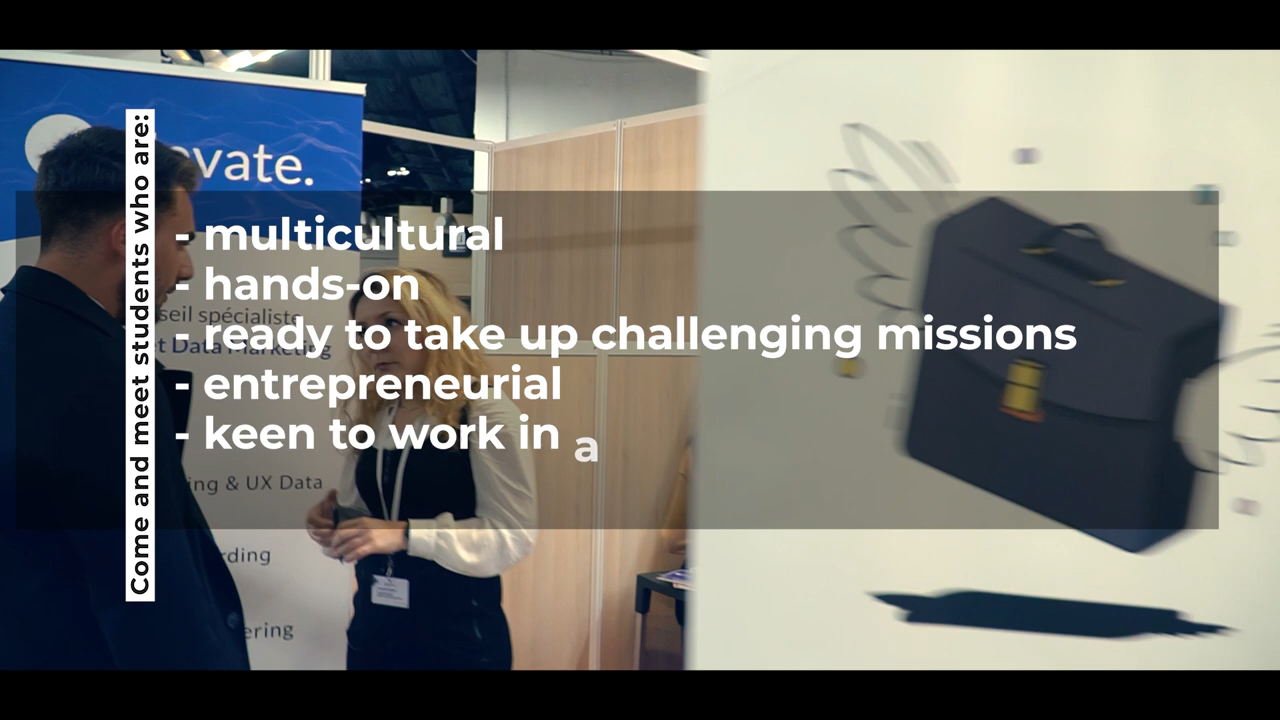 Come and meet students who are:
- multicultural
- hands-on
- ready to take up challenging missions
- entrepreneurial
- keen to work in a
vate.
seil spécialiste
t Data Marketing
ing & UX Data
rding
ering